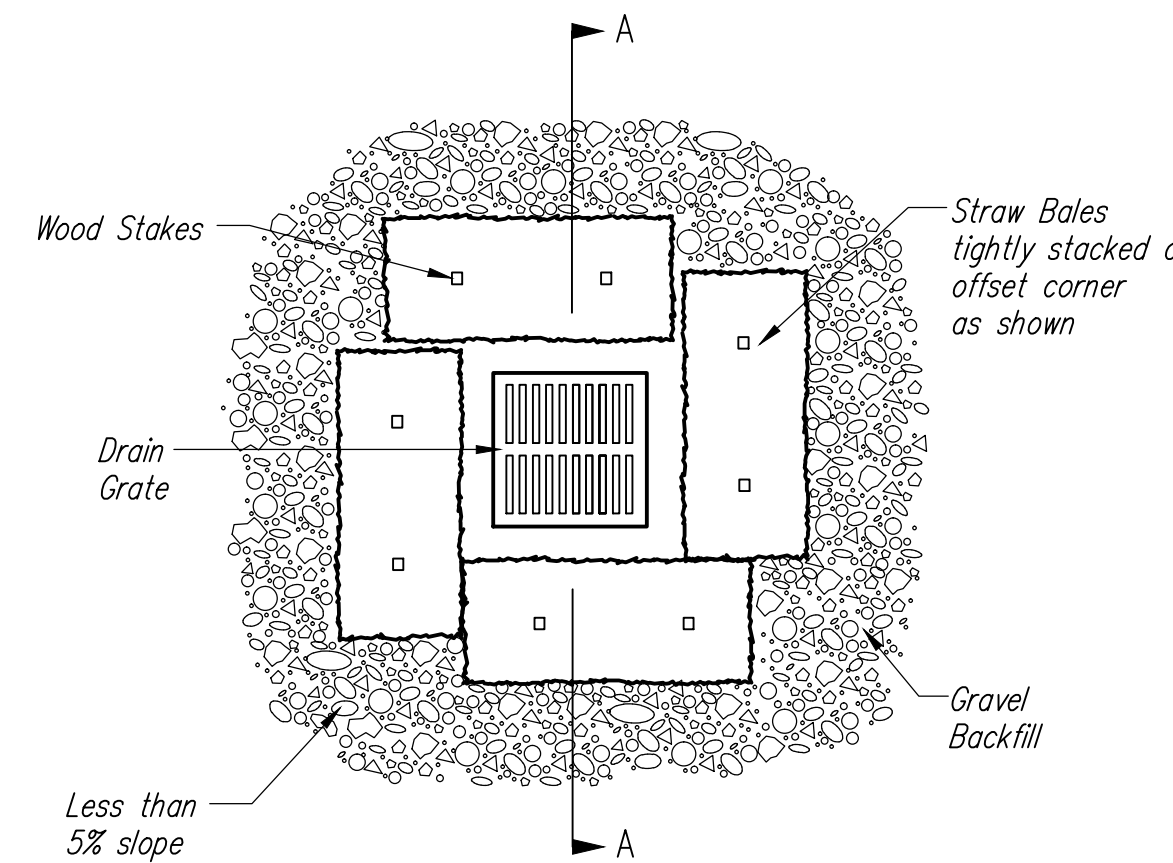 A
Wood Stakes
Straw Bales
tightly stacked
offset corner
as shown
Drain
Grate
Gravel
Backfill
Less than
5% slope
A